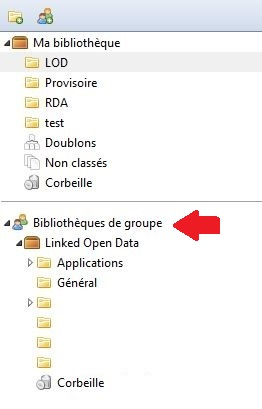 Ma bibliothèque
LOD
Provisoire
RDA
test
Doublons
Non classés
Corbeille
Bibliothèques de groupe
Linked Open Data
Applications
Général
Corbeille